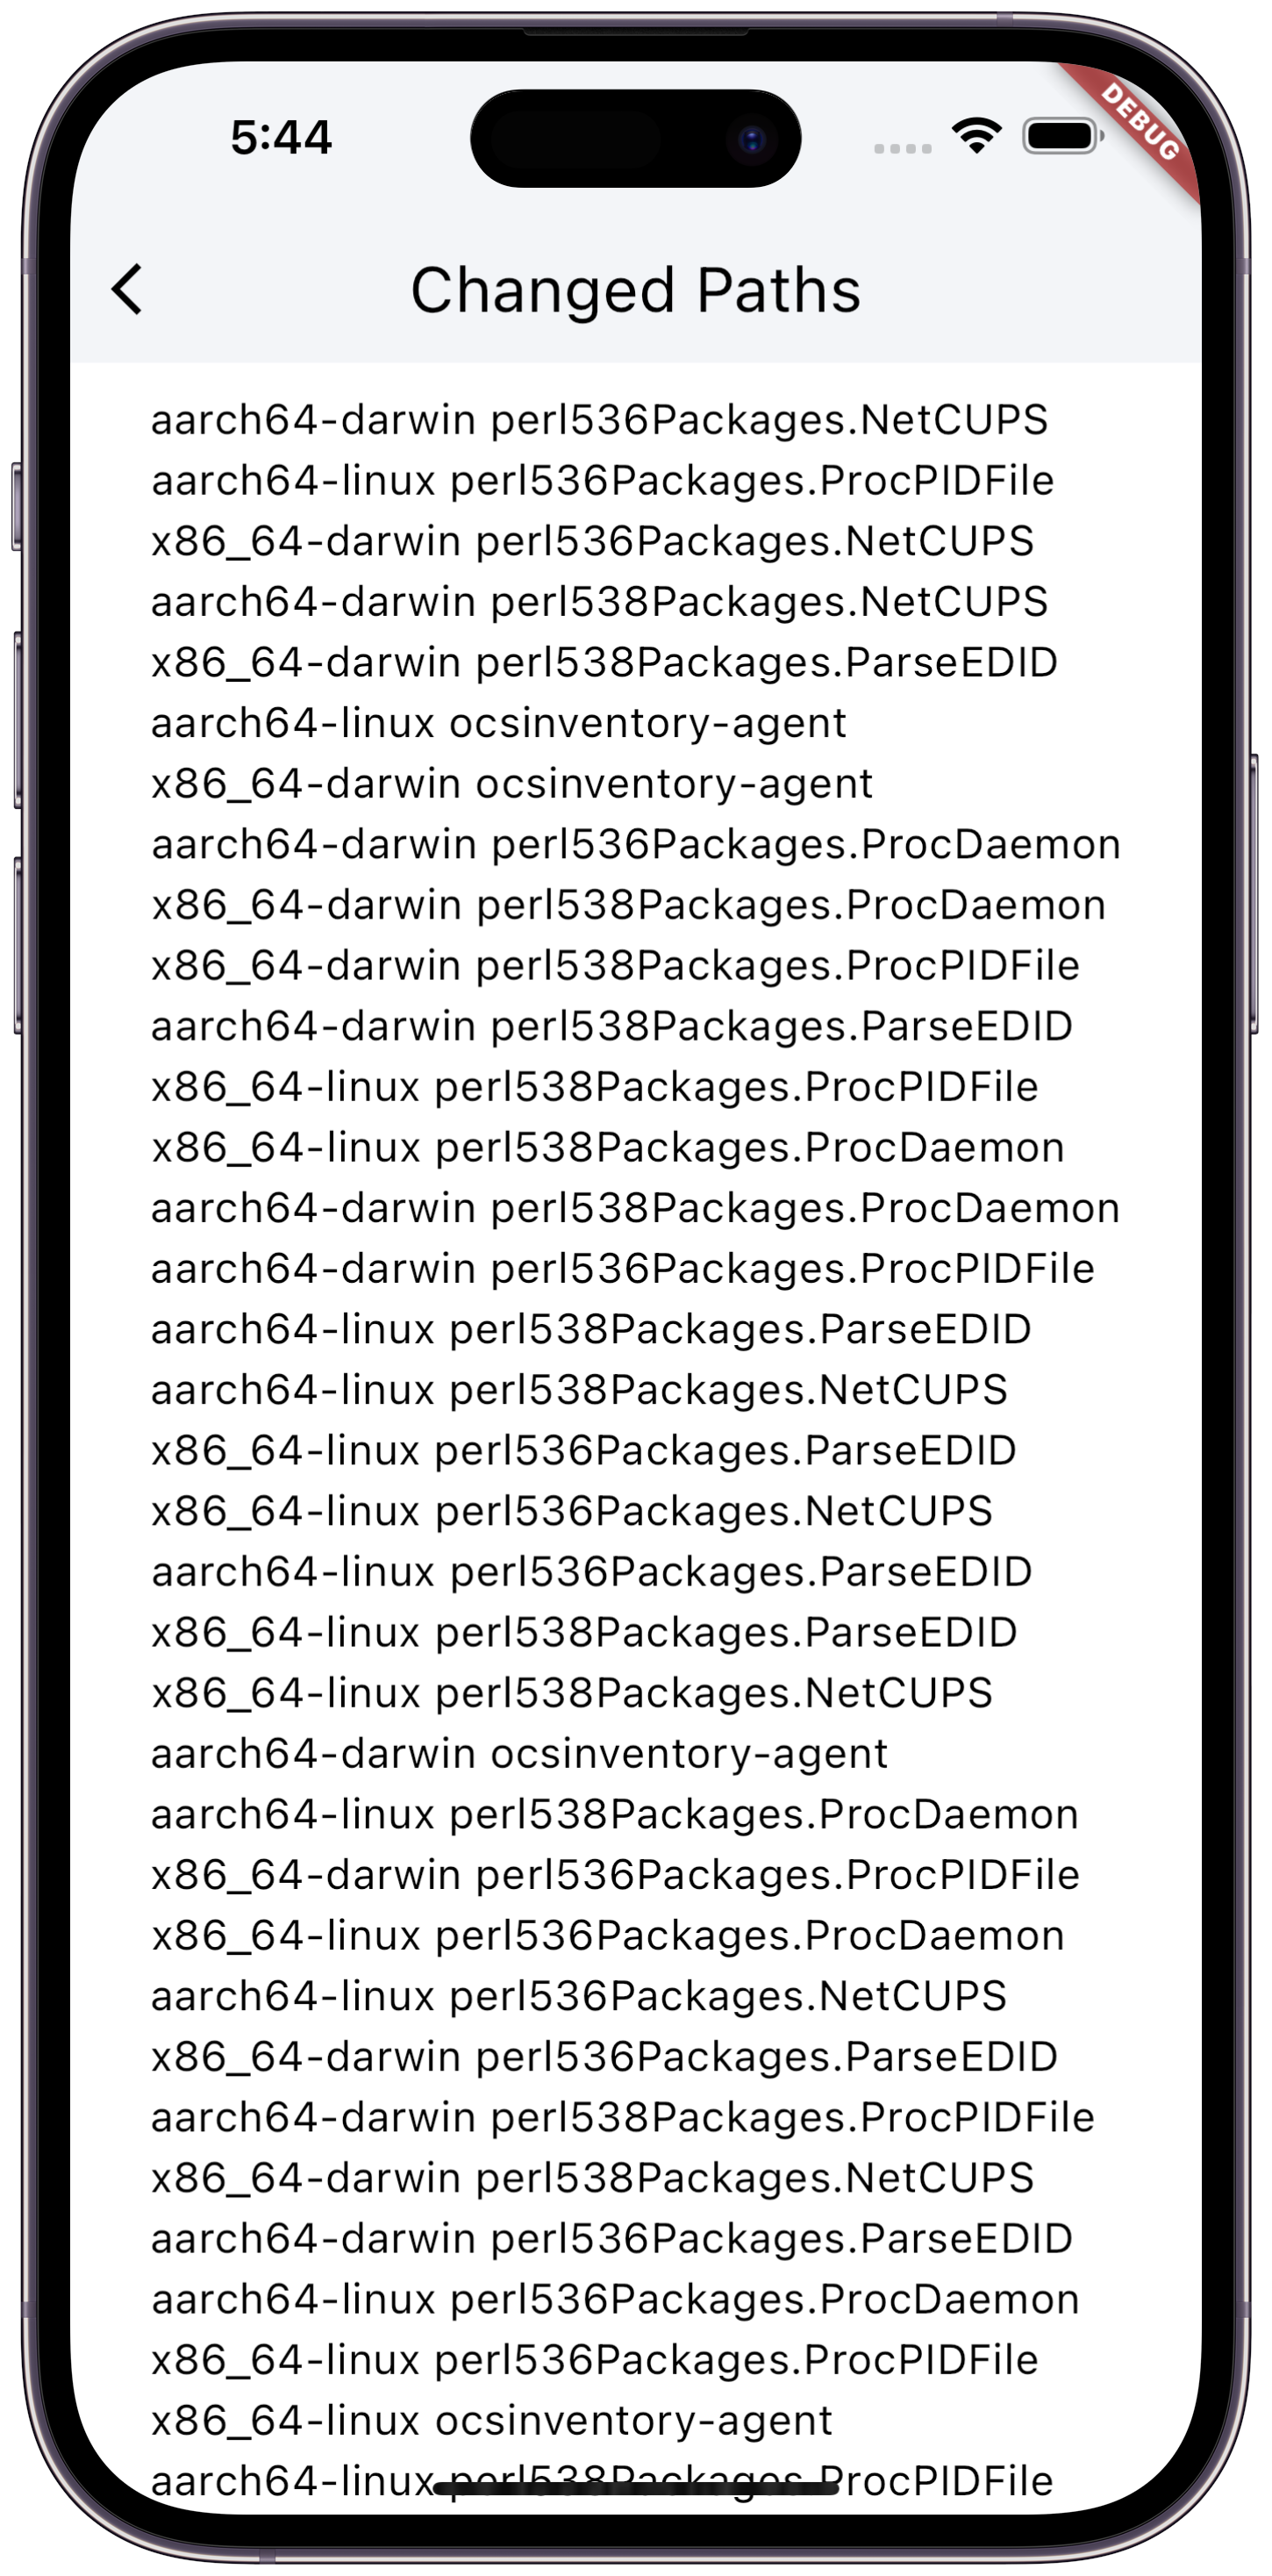 5:44
DEBUG
Changed Paths
aarch64-darwin perl536Packages.NetCUPS
aarch64-linux perl536Packages.ProcPIDFile
x86_64-darwin perl536Packages.NetCUPS
aarch64-darwin perl538Packages.NetCUPS
x86_64-darwin perl538Packages.ParseEDID
aarch64-linux ocsinventory-agent
x86_64-darwin ocsinventory-agent
aarch64-darwin perl536Packages.ProcDaemon
x86_64-darwin perl538Packages.ProcDaemon
x86_64-darwin perl538Packages.ProcPIDFile
aarch64-darwin perl538Packages.ParseEDID
x86_64-linux perl538Packages.ProcPIDFile
x86_64-linux perl538Packages.ProcDaemon
aarch64-darwin perl538Packages.ProcDaemon
aarch64-darwin perl536Packages.ProcPIDFile
aarch64-linux perl538Packages.ParseEDID
aarch64-linux perl538Packages.NetCUPS
x86_64-linux perl536Packages.ParseEDID
x86_64-linux perl536Packages.NetCUPS
aarch64-linux perl536Packages.ParseEDID
x86_64-linux perl538Packages.ParseEDID
x86_64-linux perl538Packages.NetCUPS
aarch64-darwin ocsinventory-agent
aarch64-linux perl538Packages.ProcDaemon
x86_64-darwin perl536Packages.ProcPIDFile
x86_64-linux perl536Packages.ProcDaemon
aarch64-linux perl536Packages.NetCUPS
x86_64-darwin perl536Packages.ParseEDID
aarch64-darwin perl538Packages.ProcPIDFile
x86_64-darwin perl538Packages.NetCUPS
aarch64-darwin perl536Packages.ParseEDID
aarch64-linux perl536Packages.ProcDaemon
x86_64-linux perl536Packages.ProcPIDFile
x86_64-linux ocsinventory-agent
aarch64-linux perl538Packages.ProcPIDFile